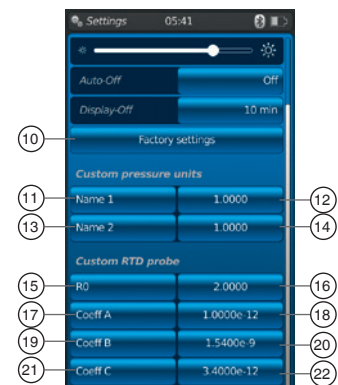 Settings 05:41
Auto-Off Off
Display-Off 10 min
10 Factory settings
Custom pressure units
11 Name 1 1.0000 12
13 Name 2 1.0000 14
Custom RTD probe
15 R0 2.0000 16
17 Coeff A 1.0000e-12 18
19 Coeff B 1.5400e-9 20
21 Coeff C 3.4000e-12 22